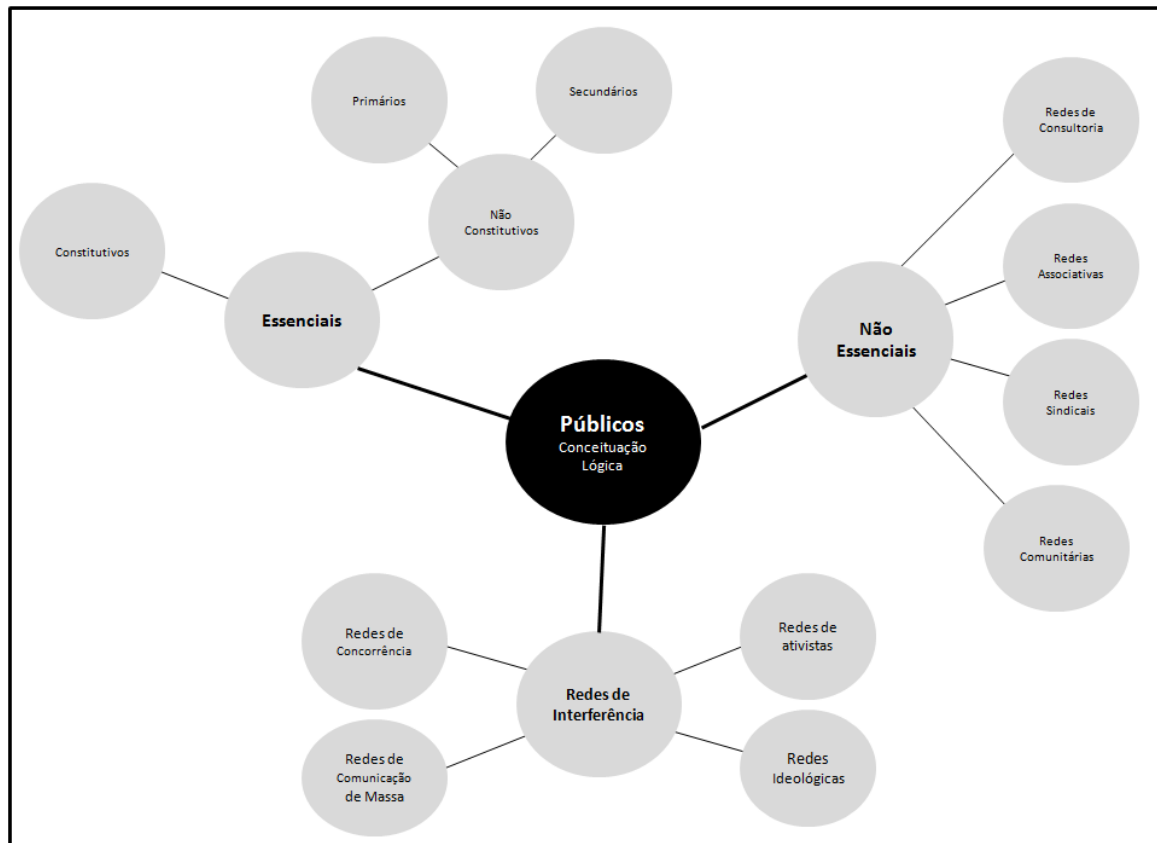 Primários
Secundários
Não
Constitutivos
Constitutivos
Essenciais
Redes de
Consultoria
Redes
Associativas
Não
Essenciais
Redes
Sindicais
Redes
Comunitárias
Públicos
Conceituação
Lógica
Redes de
Concorrência
Redes de
ativistas
Redes de
Interferência
Redes de
Comunicação
de Massa
Redes
Ideológicas